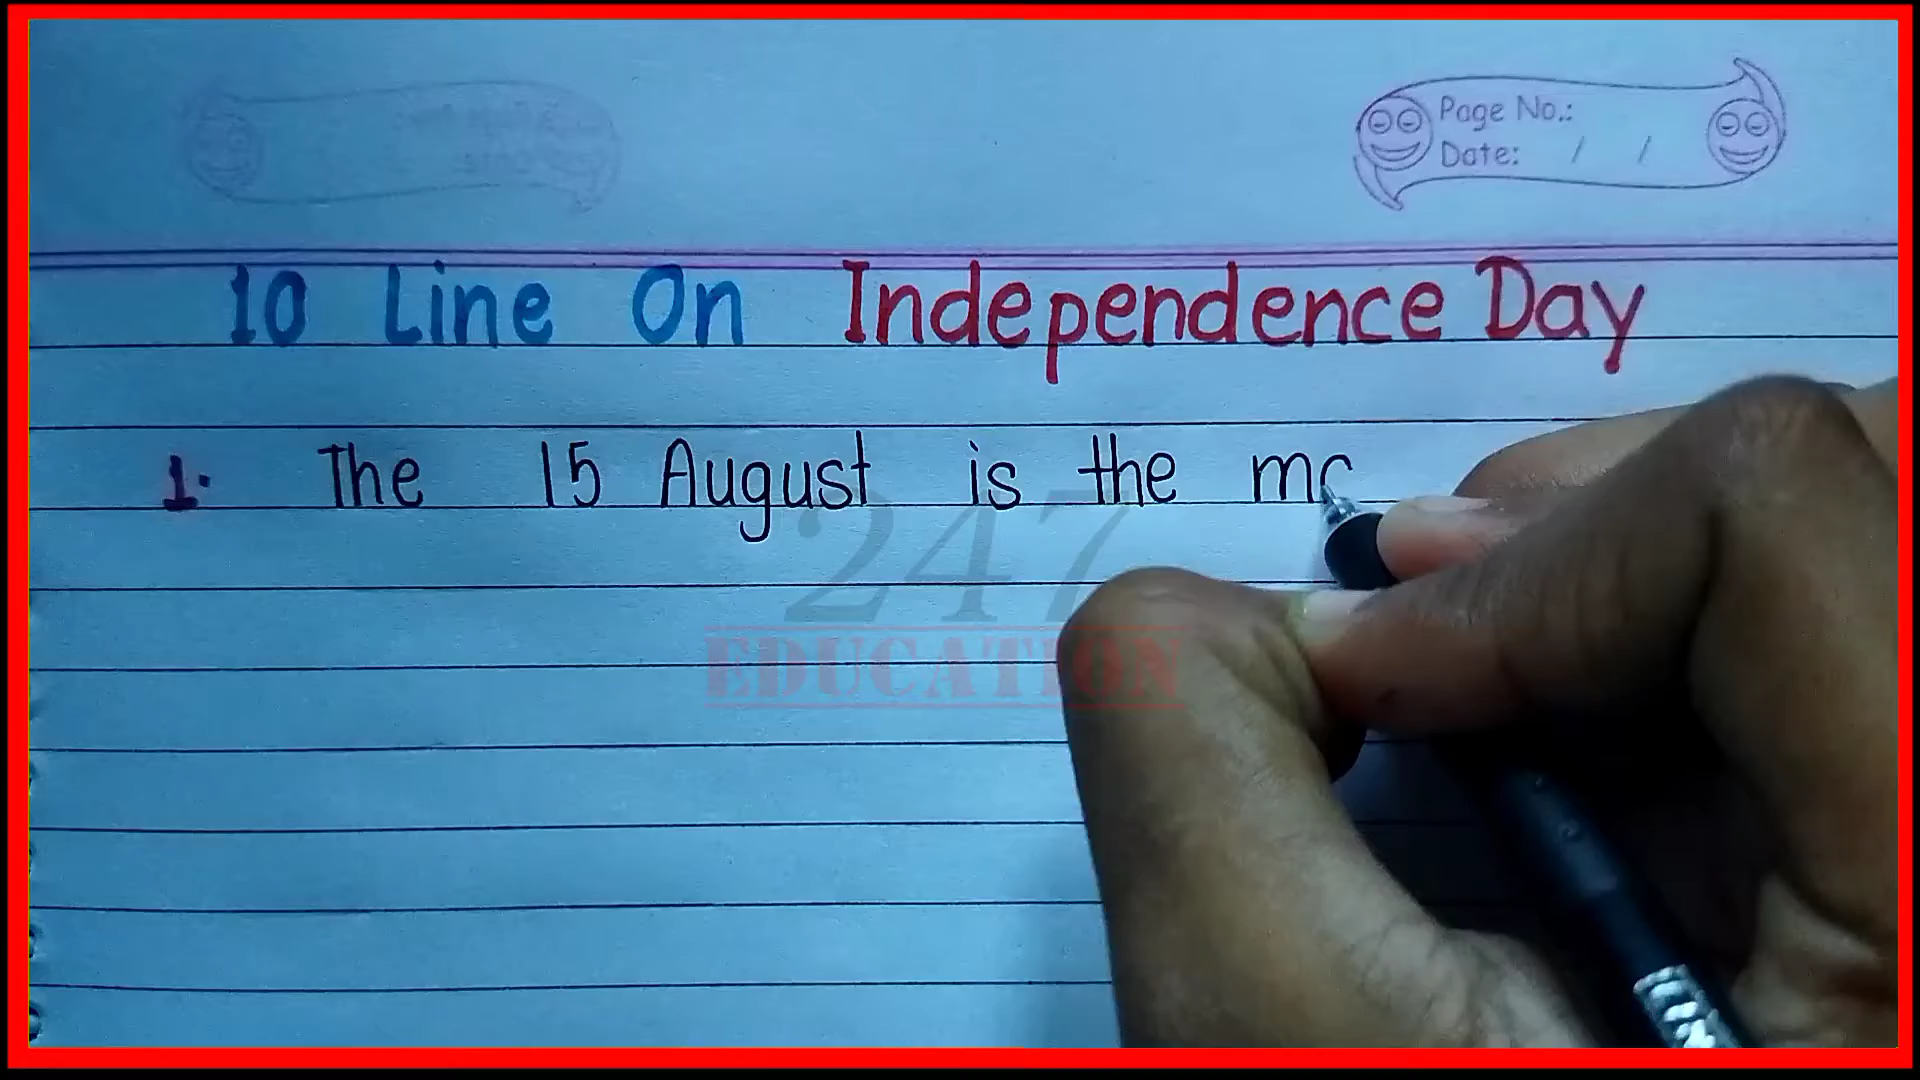 Page No.:
Date: / /
10 Line On Independence Day
1. The 15 August is the
247
EDUCATION